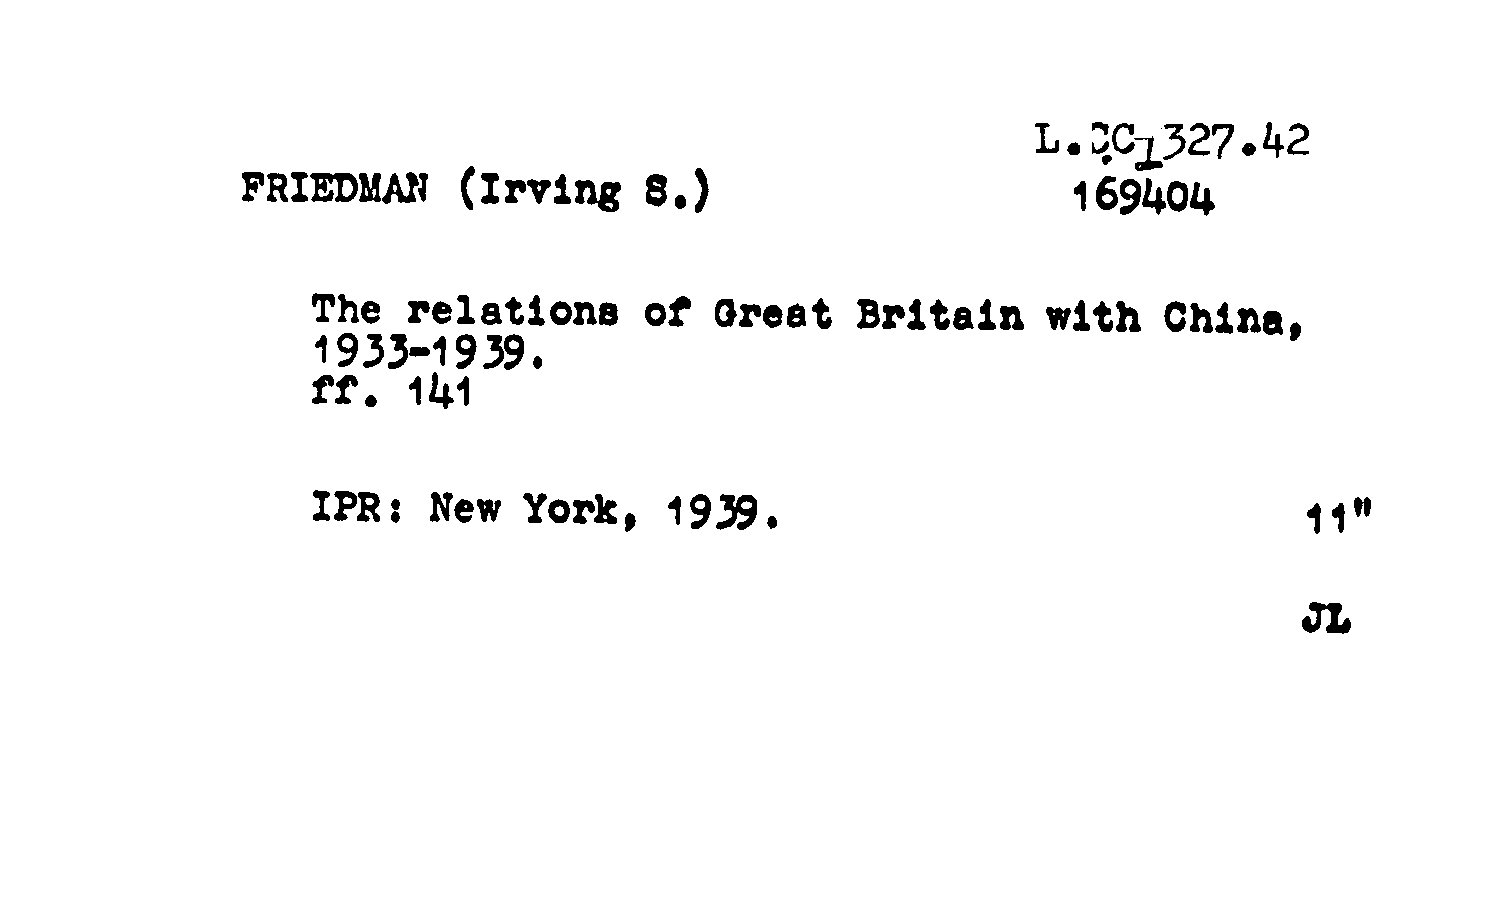 L.CC 327.42
FRIEDMAN (Irving S.)
169404
The relations of Great Britain with China,
1933-1939.
ff. 141
IPR: New York, 1939.
11"
JL